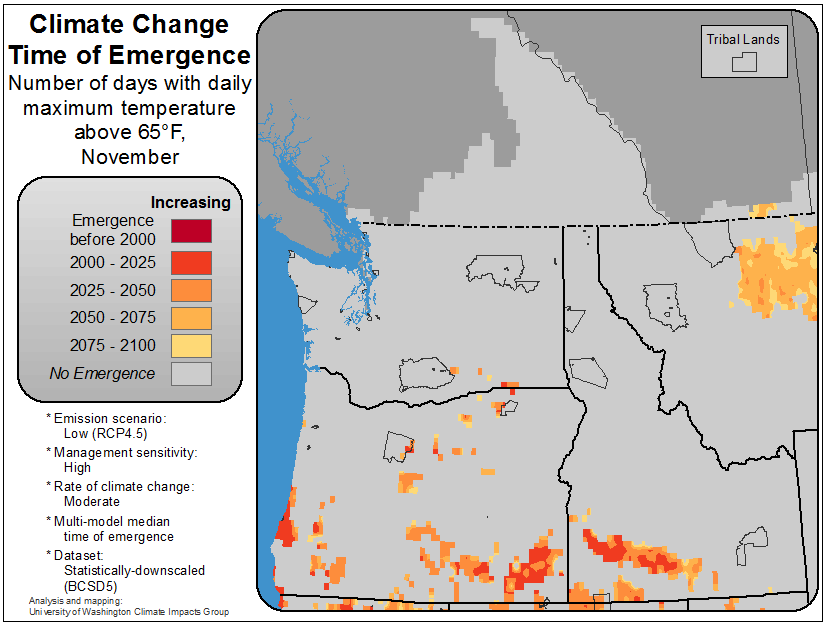 Climate Change
Time of Emergence
Number of days with daily
maximum temperature
above 65°F,
November
Increasing
Emergence
before 2000
2000 - 2025
2025 - 2050
2050 - 2075
2075 - 2100
No Emergence
* Emission scenario:
Low (RCP4.5)
* Management sensitivity:
High
* Rate of climate change:
Moderate
* Multi-model median
time of emergence
* Dataset:
Statistically-downscaled
(BCSD5)
Analysis and mapping:
University of Washington Climate Impacts Group
Tribal Lands